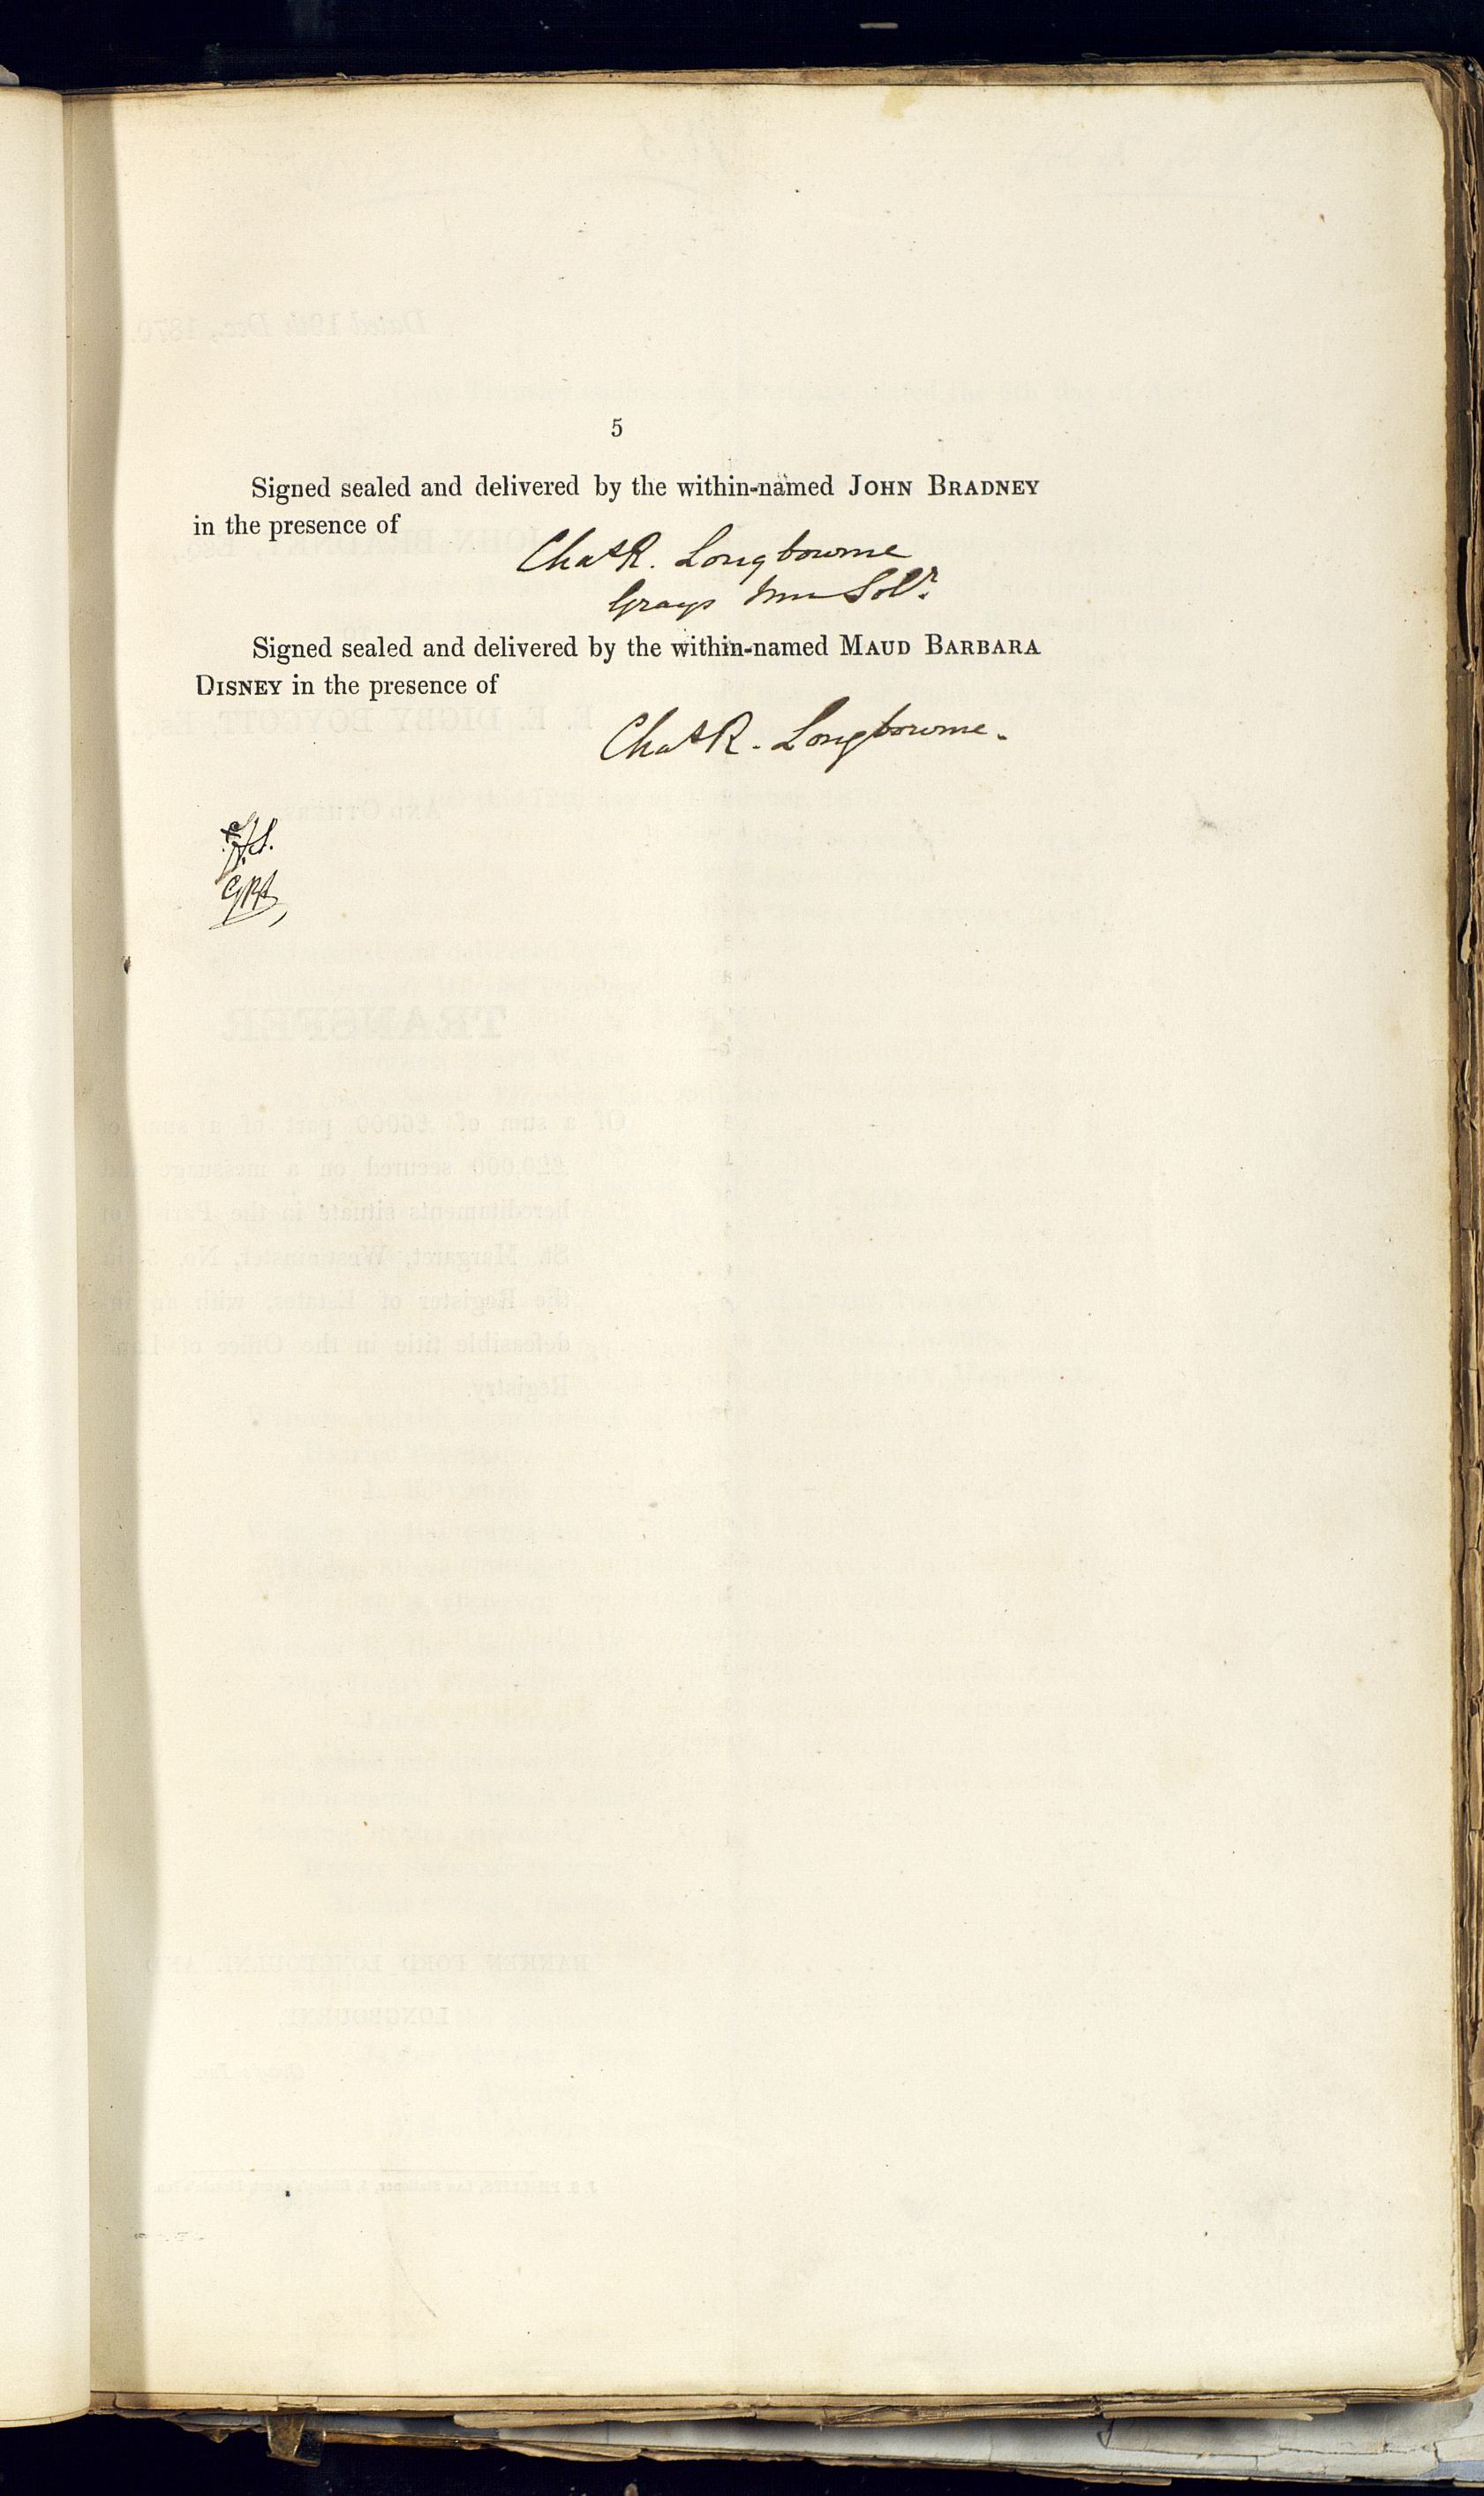 5
Signed sealed and delivered by the within-named JOHN BRADNEY
in the presence of
Chas R. Longbourne
Grays Inn Solr.
Signed sealed and delivered by the within-named MAUD BARBARA
DISNEY in the presence of
Chas R. Longbourne.